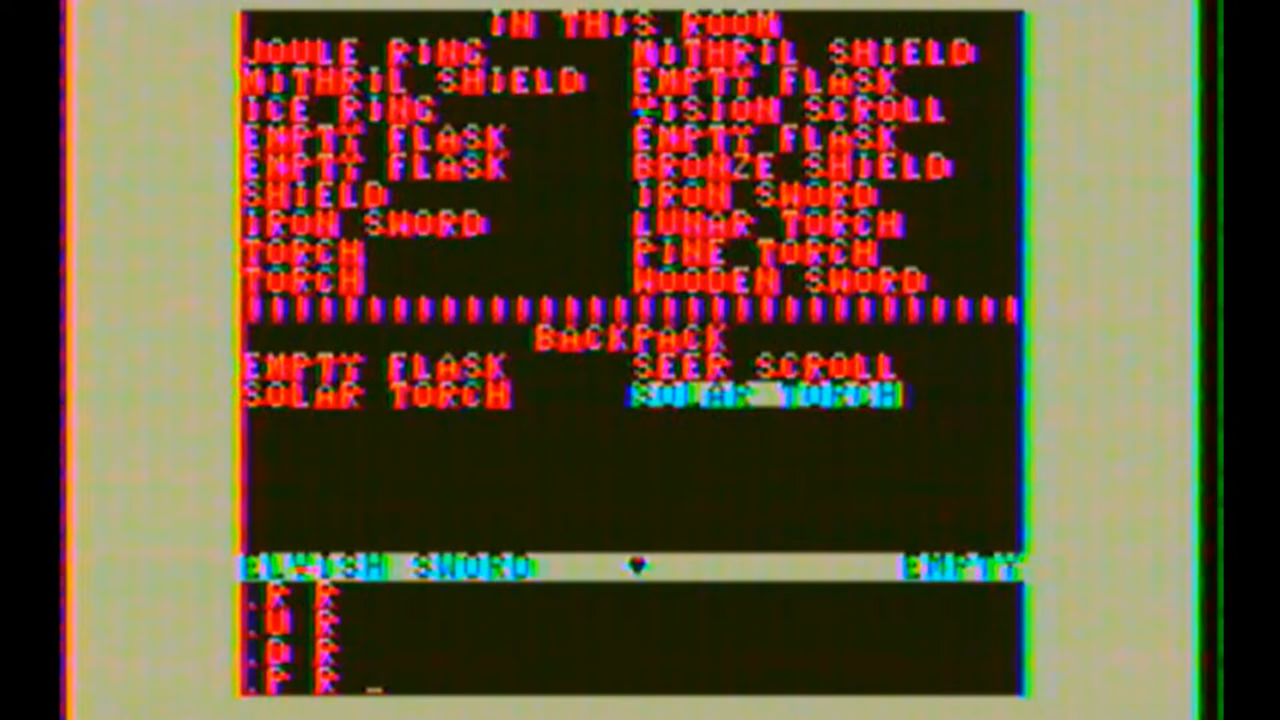 IN THIS ROOM
JOULE RING MITHRIL SHIELD
MITHRIL SHIELD EMPTY FLASK
ICE RING VISION SCROLL
EMPTY FLASK EMPTY FLASK
EMPTY FLASK BRONZE SHIELD
SHIELD IRON SWORD
IRON SWORD LUNAR TORCH
TORCH PINE TORCH
TORCH WOODEN SWORD
!!!!!!!!!!!!!!!!!!!!!!!!!!!!!!!!
BACKPACK
EMPTY FLASK SEER SCROLL
SOLAR TORCH SOLAR TORCH
ELVISH SWORD ♥ EMPTY
.R R
.U R
.P R _